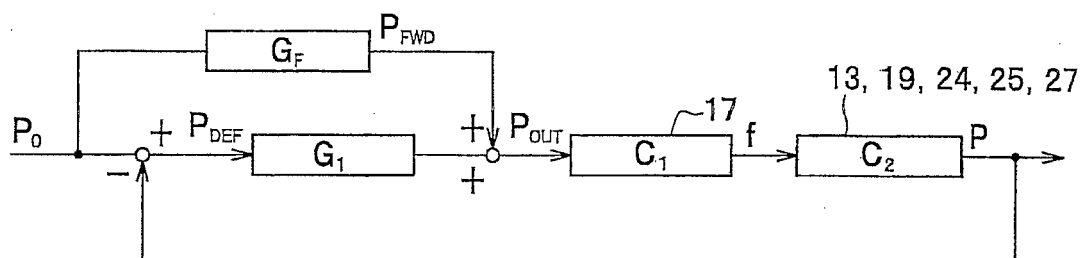 G_F
P_FWD
13, 19, 24, 25, 27
P_0
+
P_DEF
G_1
+
P_OUT
17
C_1
f
C_2
P
−
+